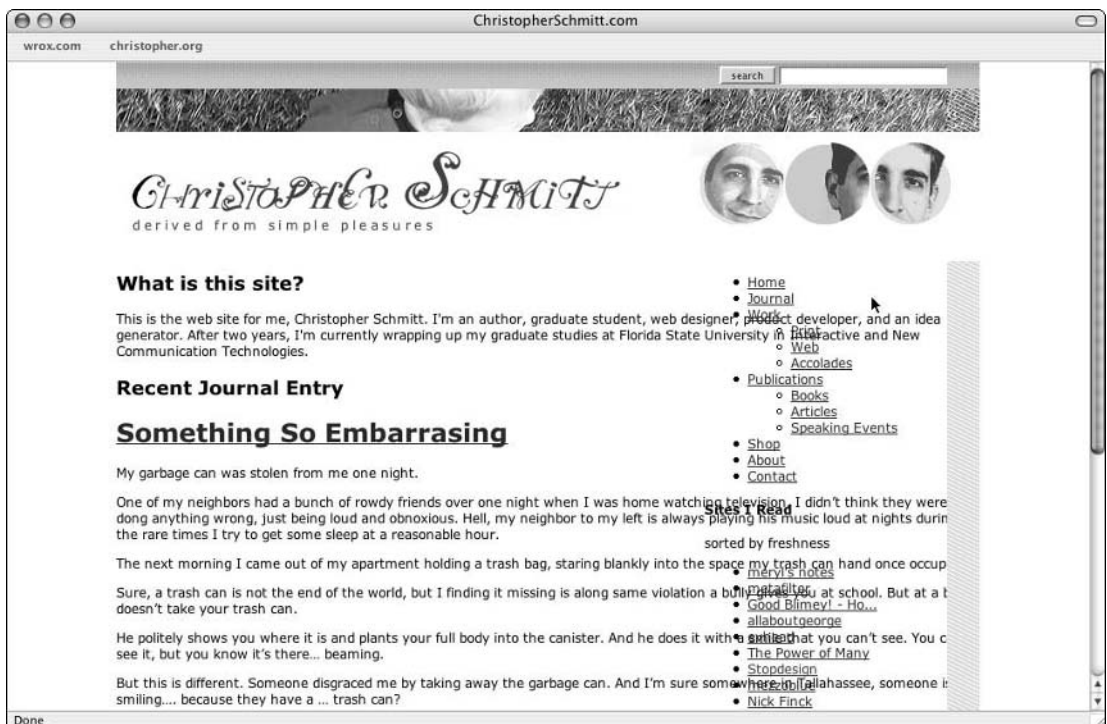 ChristopherSchmitt.com
wrox.com christopher.org
search
CHRISTOPHER SCHMITT
derived from simple pleasures
What is this site?
This is the web site for me, Christopher Schmitt. I'm an author, graduate student, web designer, product developer, and an idea
generator. After two years, I'm currently wrapping up my graduate studies at Florida State University in Interactive and New
Communication Technologies.
Recent Journal Entry
Something So Embarrasing
My garbage can was stolen from me one night.
One of my neighbors had a bunch of rowdy friends over one night when I was home watching television. I didn't think they were
dong anything wrong, just being loud and obnoxious. Hell, my neighbor to my left is always playing his music loud at nights durin
the rare times I try to get some sleep at a reasonable hour.
The next morning I came out of my apartment holding a trash bag, staring blankly into the space my trash can hand once occup
Sure, a trash can is not the end of the world, but I finding it missing is along same violation a bully gives you at school. But at a b
doesn't take your trash can.
He politely shows you where it is and plants your full body into the canister. And he does it with a smile that you can't see. You c
see it, but you know it's there… beaming.
But this is different. Someone disgraced me by taking away the garbage can. And I'm sure somewhere in Tallahassee, someone is
smiling.... because they have a … trash can?
Home
Journal
Work
Print
Web
Accolades
Publications
Books
Articles
Speaking Events
Shop
About
Contact
Sites I Read
sorted by freshness
meryl's notes
metafilter
Good Blimey! - Ho...
allaboutgeorge
The Power of Many
Stopdesign
mezzoblue
Nick Finck
Done